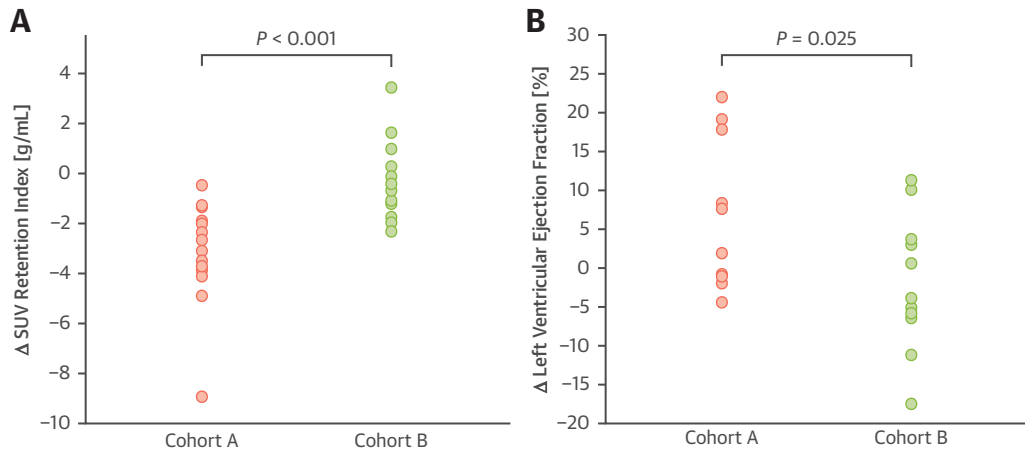 A
P < 0.001
Δ SUV Retention Index [g/mL]
4
2
0
−2
−4
−6
−8
−10
Cohort A
Cohort B
B
P = 0.025
Δ Left Ventricular Ejection Fraction [%]
30
25
20
15
10
5
0
−5
−10
−15
−20
Cohort A
Cohort B